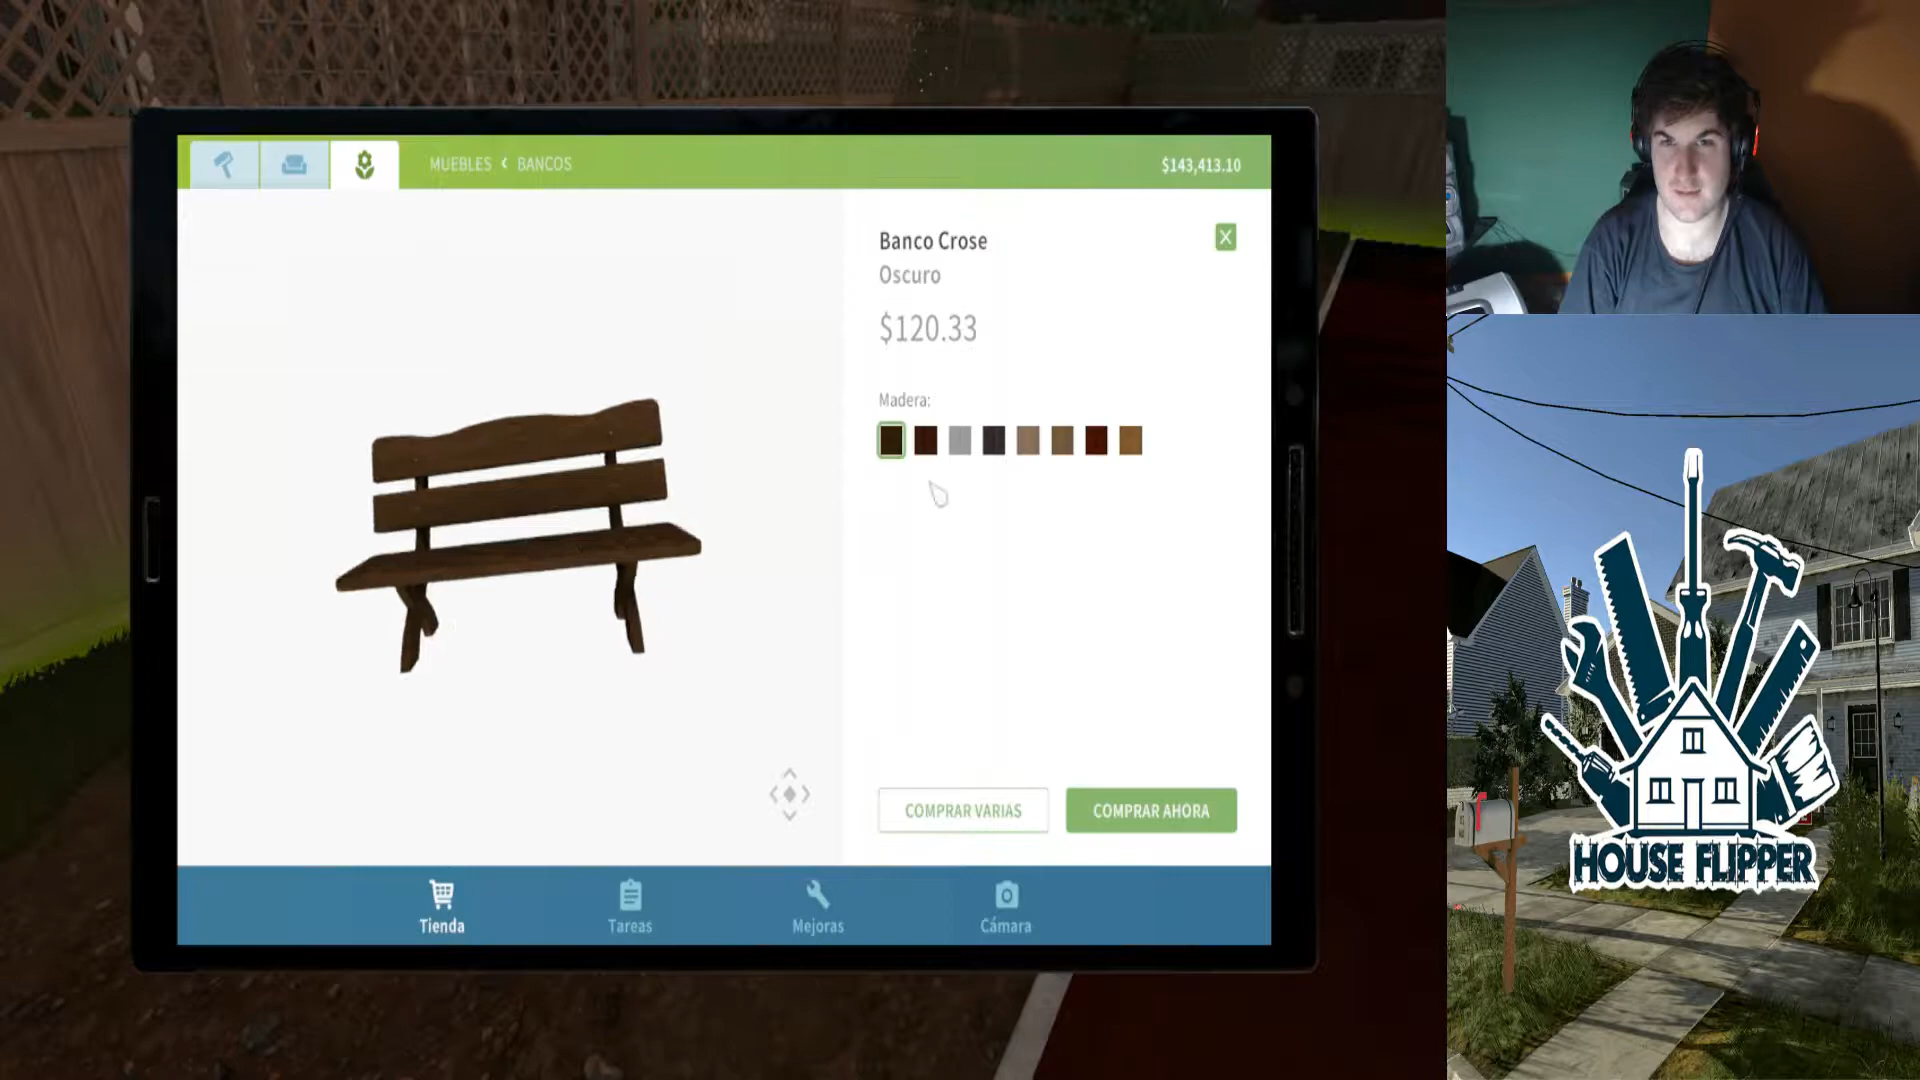 MUEBLES < BANCOS
$143,413.10
Banco Crose
Oscuro
$120.33
Madera:
COMPRAR VARIAS
COMPRAR AHORA
Tienda
Tareas
Mejoras
Cámara
HOUSE FLIPPER